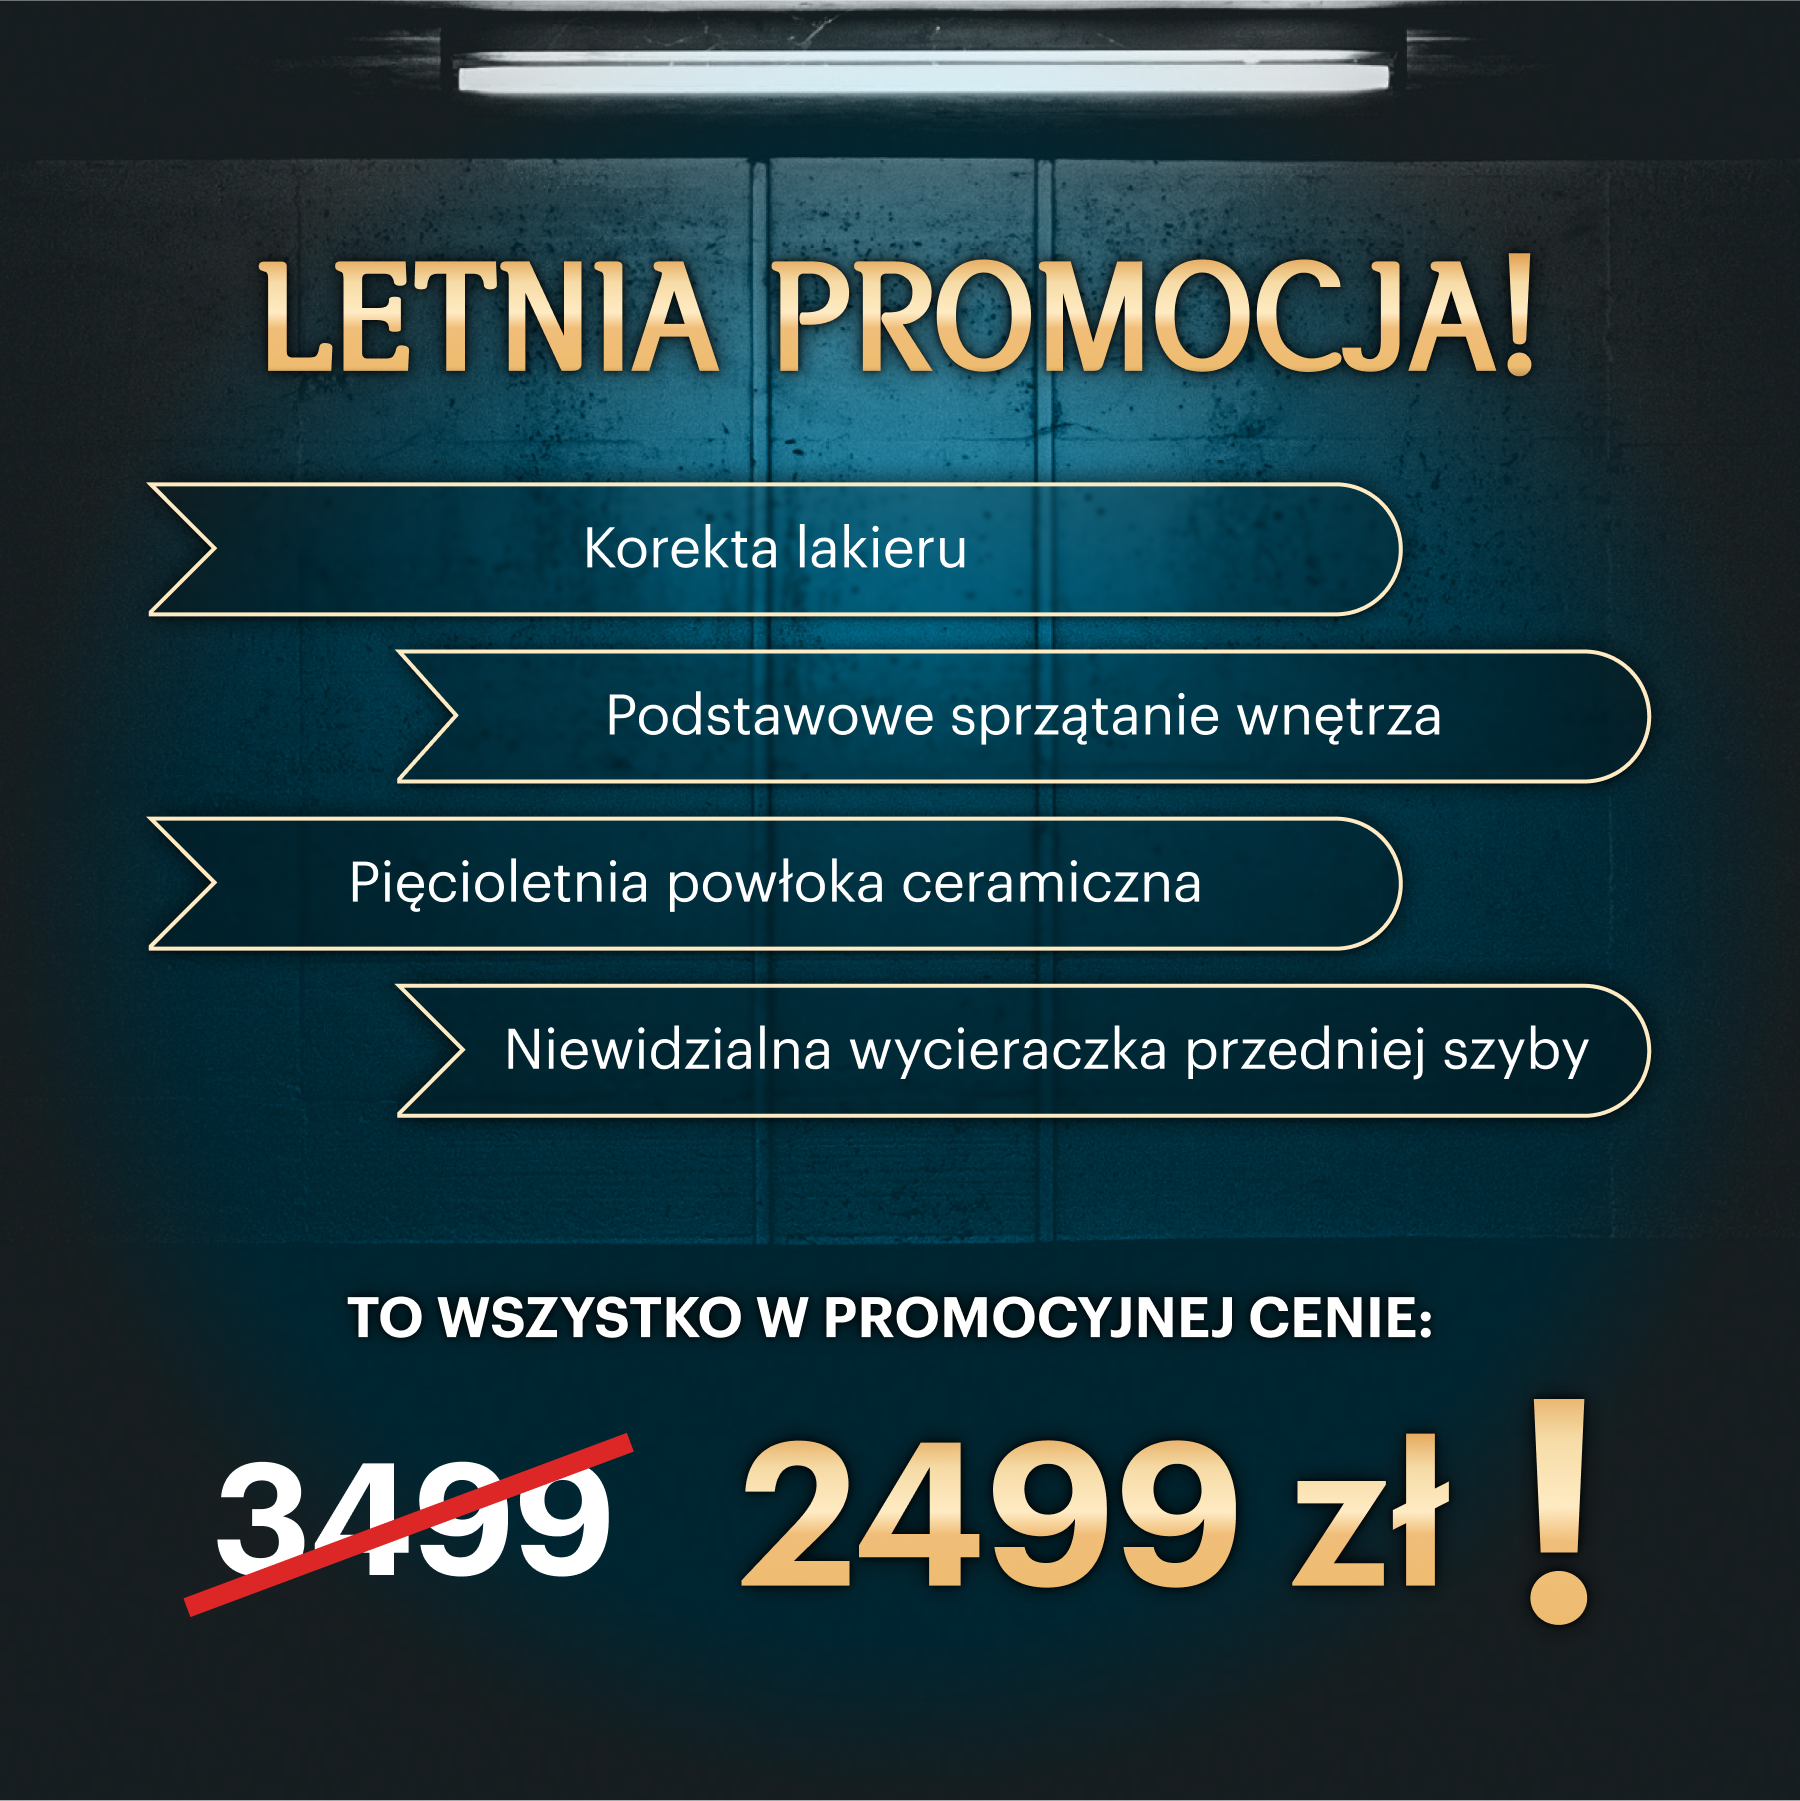 LETNIA PROMOCJA!
Korekta lakieru
Podstawowe sprzątanie wnętrza
Pięcioletnia powłoka ceramiczna
Niewidzialna wycieraczka przedniej szyby
TO WSZYSTKO W PROMOCYJNEJ CENIE:
3499 2499 zł !